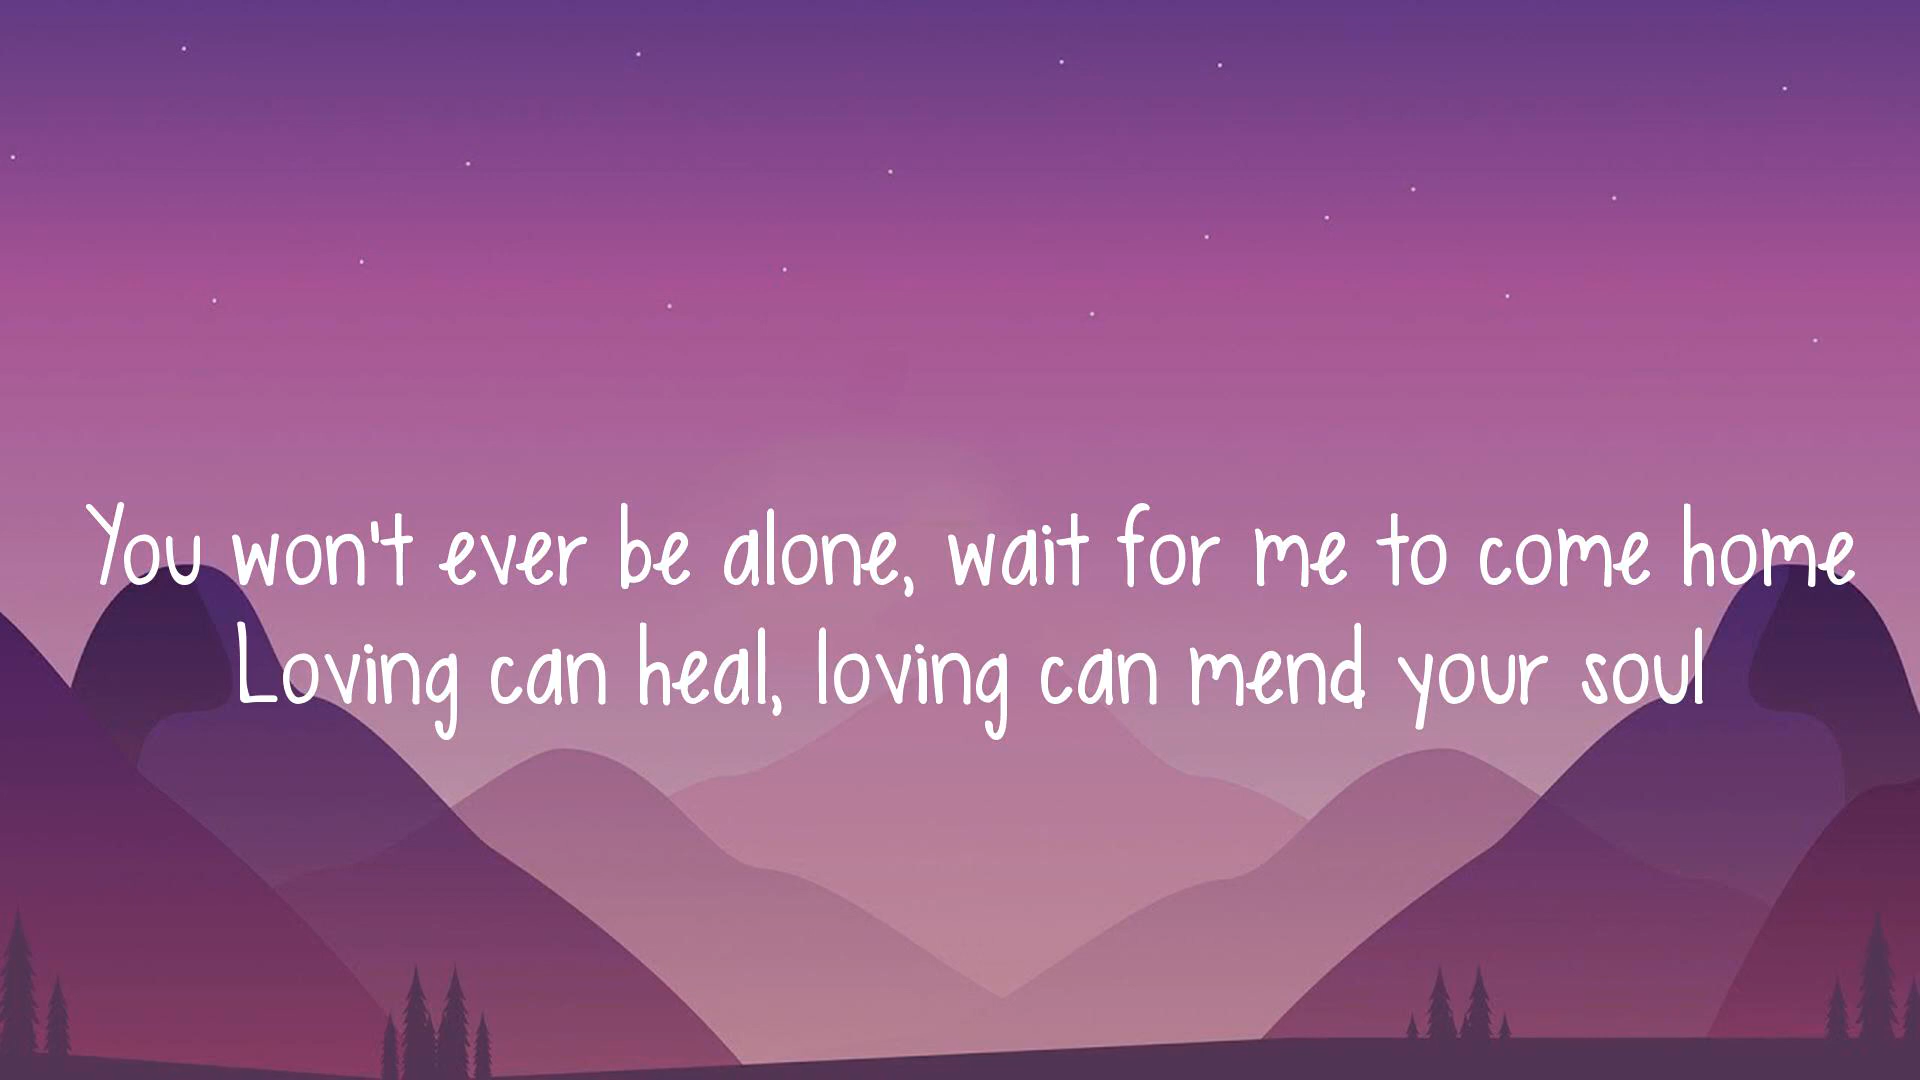 You won't ever be alone, wait for me to come home
Loving can heal, loving can mend your soul